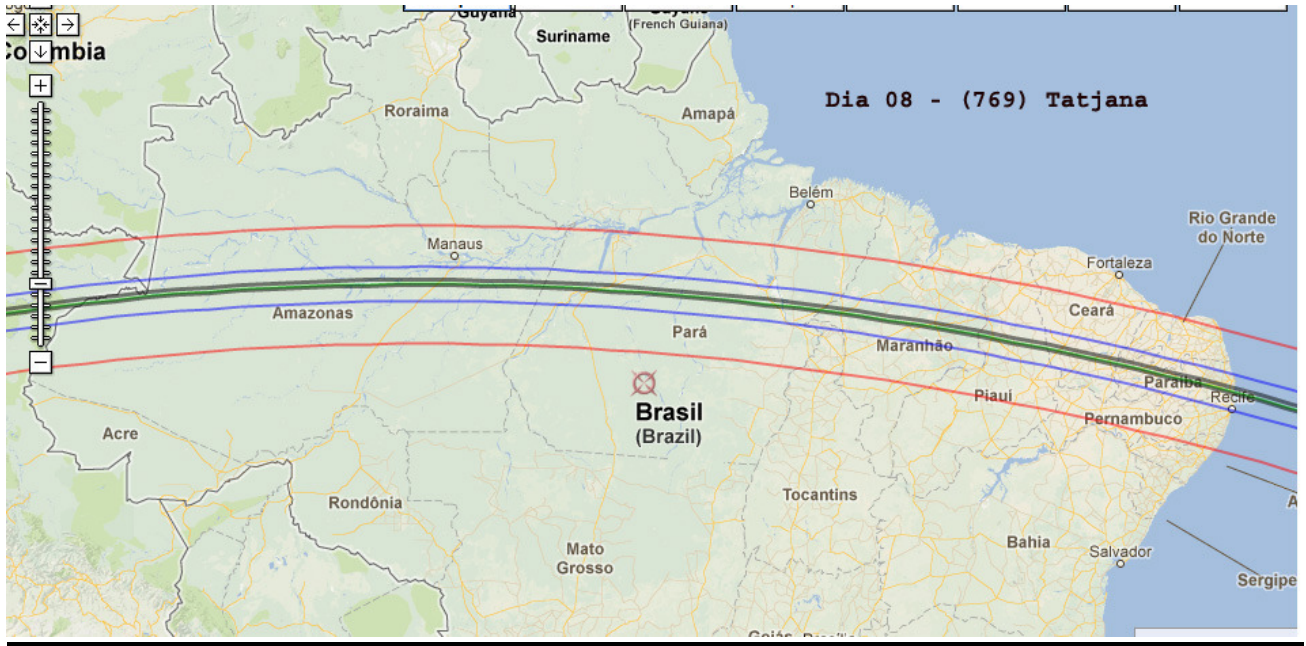 Guyana
Suriname
(French Guiana)
Colombia
Roraima
Amapá
Dia 08 - (769) Tatjana
Belém
Rio Grande
do Norte
Manaus
Fortaleza
Amazonas
Ceará
Pará
Maranhão
Paraíba
Piauí
Recife
Brasil
(Brazil)
Pernambuco
Acre
Rondônia
Tocantins
A
Mato
Grosso
Bahia
Salvador
Sergipe
Goiás
Brasília